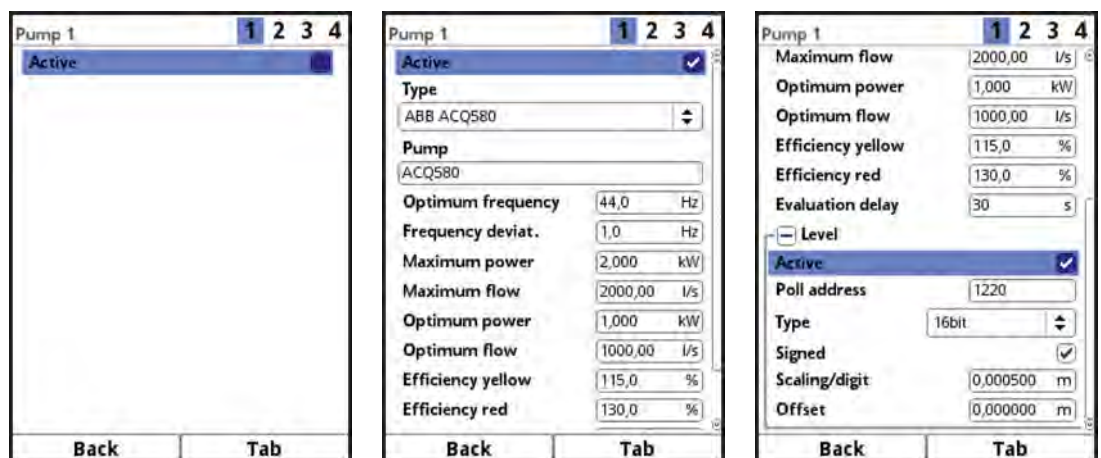 Pump 1 1 2 3 4
Active
Back Tab
Pump 1 1 2 3 4
Active
Type
ABB ACQ580
Pump
ACQ580
Optimum frequency 44,0 Hz
Frequency deviat. 1,0 Hz
Maximum power 2,000 kW
Maximum flow 2000,00 l/s
Optimum power 1,000 kW
Optimum flow 1000,00 l/s
Efficiency yellow 115,0 %
Efficiency red 130,0 %
Back Tab
Pump 1 1 2 3 4
Maximum flow 2000,00 l/s
Optimum power 1,000 kW
Optimum flow 1000,00 l/s
Efficiency yellow 115,0 %
Efficiency red 130,0 %
Evaluation delay 30 s
Level
Active
Poll address 1220
Type 16bit
Signed
Scaling/digit 0,000500 m
Offset 0,000000 m
Back Tab